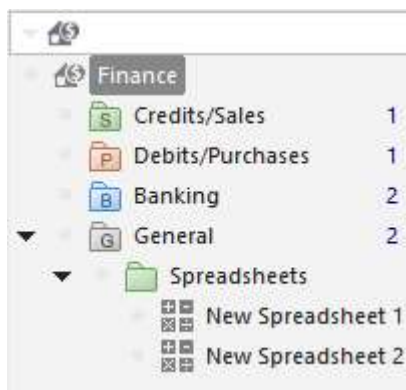 Finance
S Credits/Sales 1
P Debits/Purchases 1
B Banking 2
G General 2
Spreadsheets
New Spreadsheet 1
New Spreadsheet 2